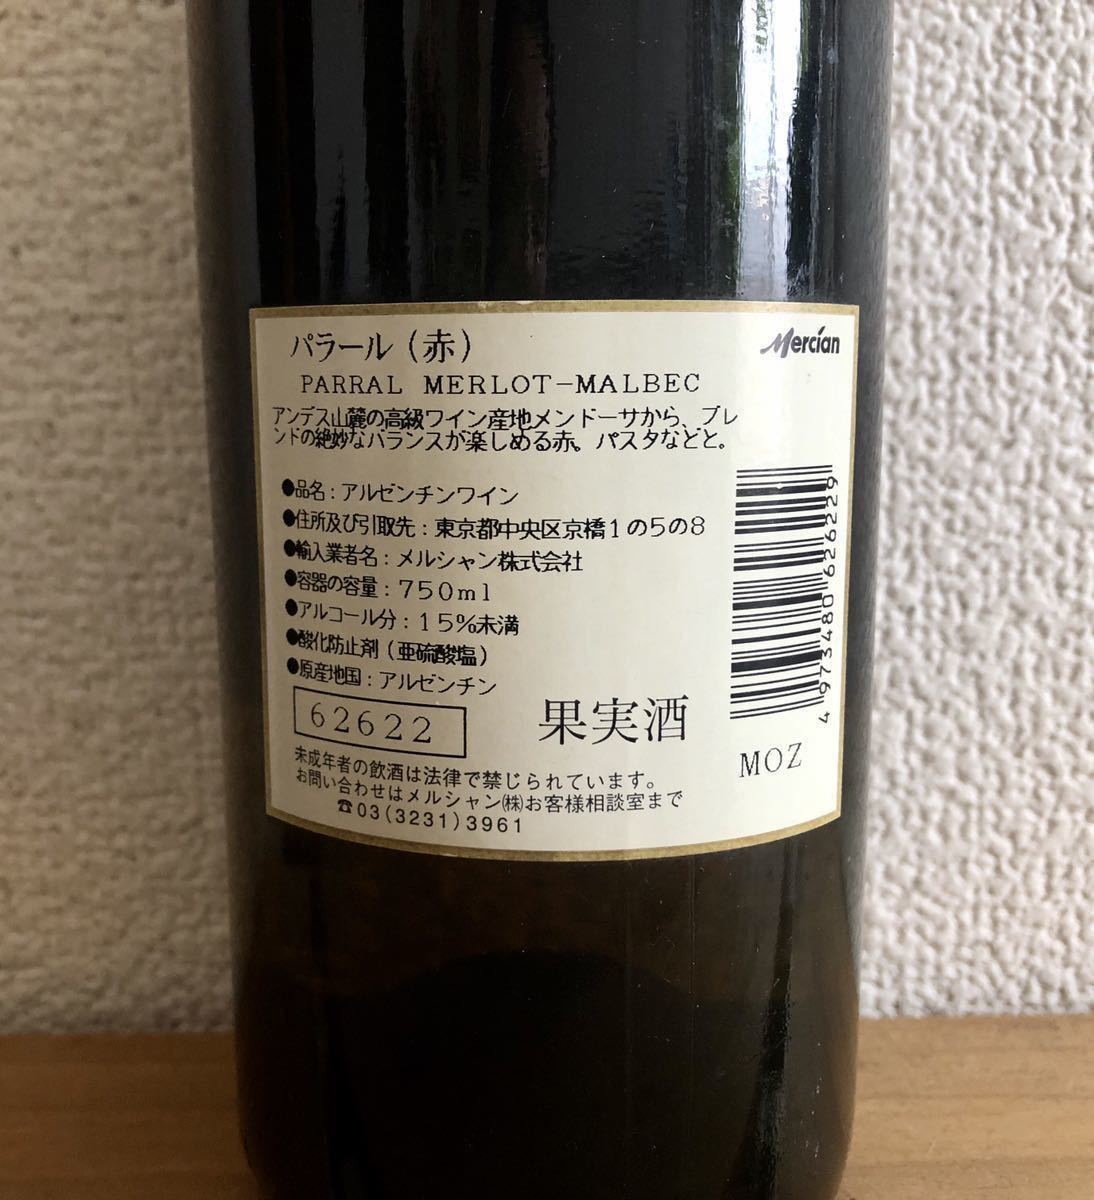 パラール(赤)
Mercian
PARRAL MERLOT-MALBEC
アンデス山麓の高級ワイン産地メンドーサから、ブレ
ンドの絶妙なバランスが楽しめる赤。パスタなどと。
●品名:アルゼンチンワイン
●住所及び引取先:東京都中央区京橋1の5の8
●輸入業者名:メルシャン株式会社
●容器の容量:750ml
●アルコール分:15%未満
●酸化防止剤(亜硫酸塩)
●原産地国:アルゼンチン
62622
果実酒
4 973480 626229
MOZ
未成年者の飲酒は法律で禁じられています。
お問い合わせはメルシャン㈱お客様相談室まで
☎03(3231)3961